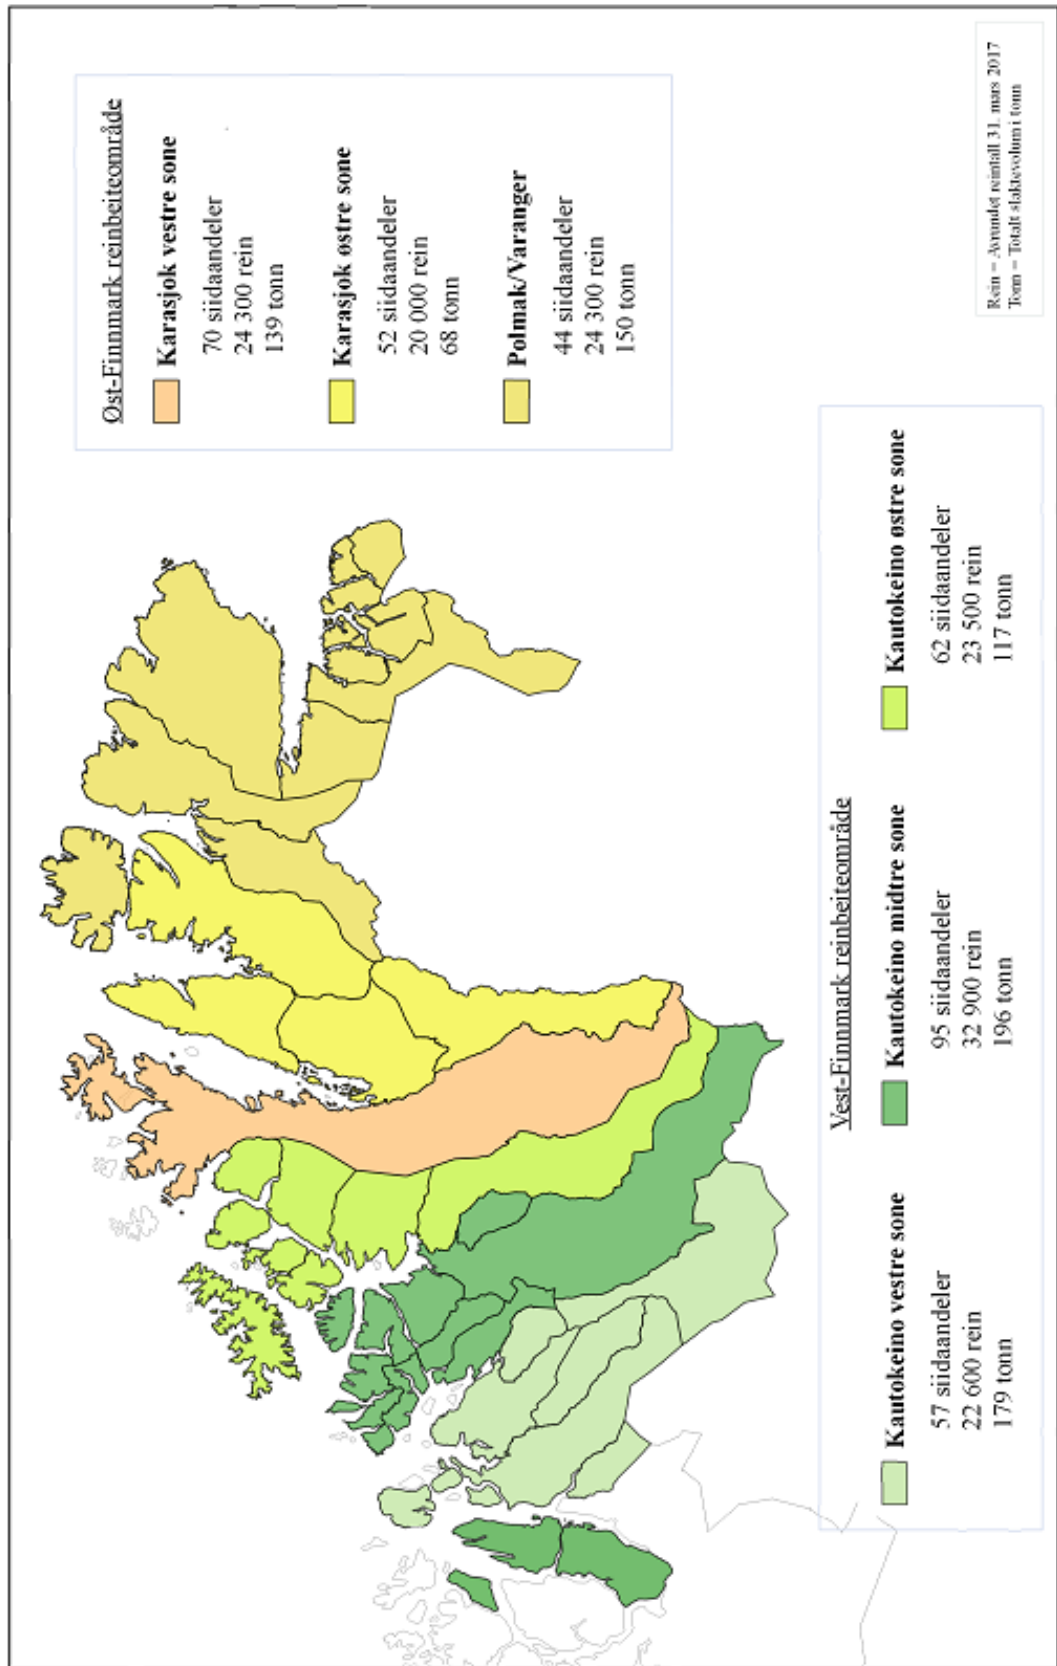 Øst-Finnmark reinbeiteområde
Karasjok vestre sone
70 siidaandeler
24 300 rein
139 tonn
Karasjok østre sone
52 siidaandeler
20 000 rein
68 tonn
Polmak/Varanger
44 siidaandeler
24 300 rein
150 tonn
Vest-Finnmark reinbeiteområde
Kautokeino vestre sone
57 siidaandeler
22 600 rein
179 tonn
Kautokeino midtre sone
95 siidaandeler
32 900 rein
196 tonn
Kautokeino østre sone
62 siidaandeler
23 500 rein
117 tonn
Rein = Avrundet reintall 31. mars 2017
Tonn = Totalt slaktevolum i tonn